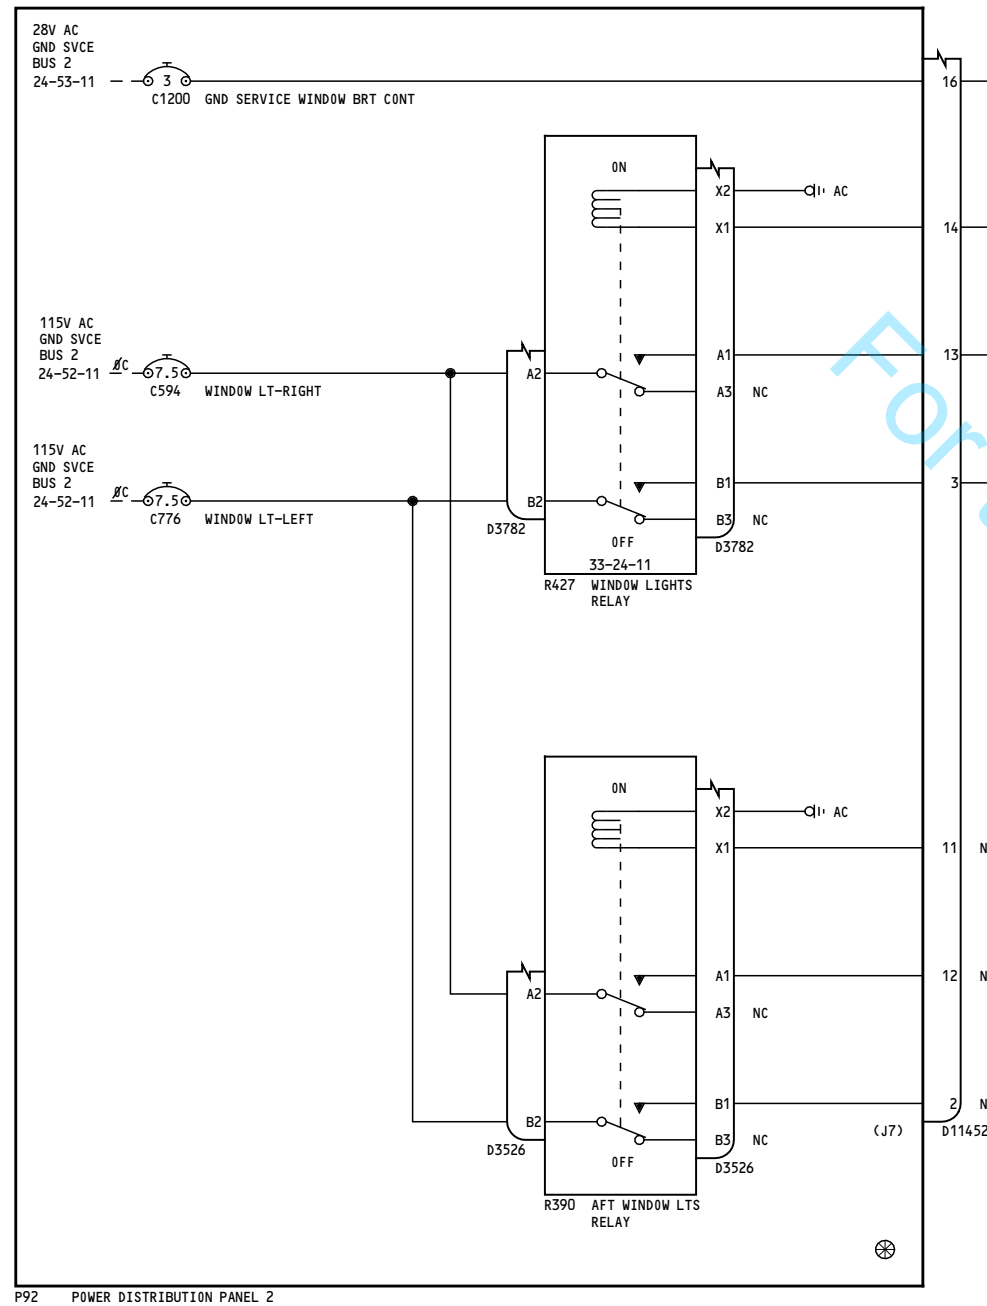 28V AC
GND SVCE
BUS 2
24-53-11
3
C1200 GND SERVICE WINDOW BRT CONT
16
ON
X2
AC
X1
14
115V AC
GND SVCE
BUS 2
24-52-11
ØC
7.5
C594 WINDOW LT-RIGHT
A2
A1
13
A3 NC
115V AC
GND SVCE
BUS 2
24-52-11
ØC
7.5
C776 WINDOW LT-LEFT
B2
D3782
B1
3
B3 NC
D3782
OFF
33-24-11
R427 WINDOW LIGHTS
RELAY
ON
X2
AC
X1
11 N
A2
A1
12 N
A3 NC
B2
D3526
B1
2 N
B3 NC
(J7) D11452
D3526
OFF
R390 AFT WINDOW LTS
RELAY
P92 POWER DISTRIBUTION PANEL 2
For